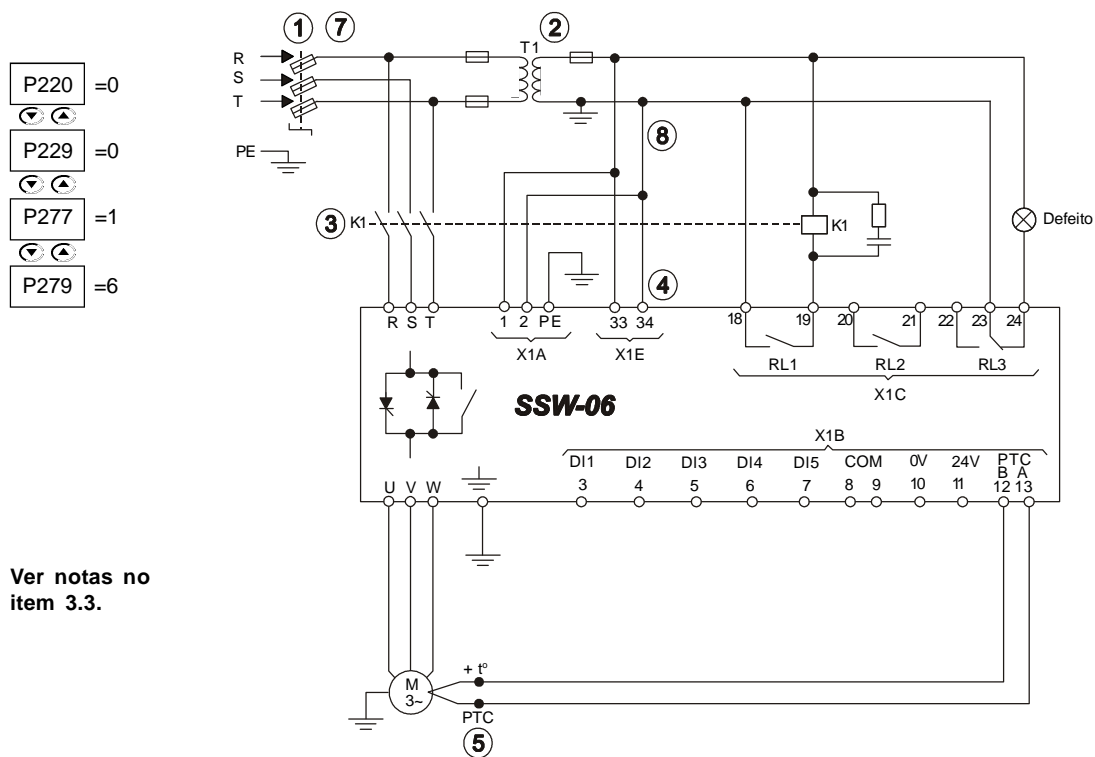 1 7 2
T1
R
S
T
PE
8
P220 =0
P229 =0
P277 =1
P279 =6
3 K1
K1
Defeito
4
R S T 1 2 PE 33 34 18 19 20 21 22 23 24
X1A X1E RL1 RL2 RL3
X1C
SSW-06
X1B
DI1 DI2 DI3 DI4 DI5 COM 0V 24V PTC
B A
U V W 3 4 5 6 7 8 9 10 11 12 13
Ver notas no
item 3.3.
+ t°
M
3~
PTC
5